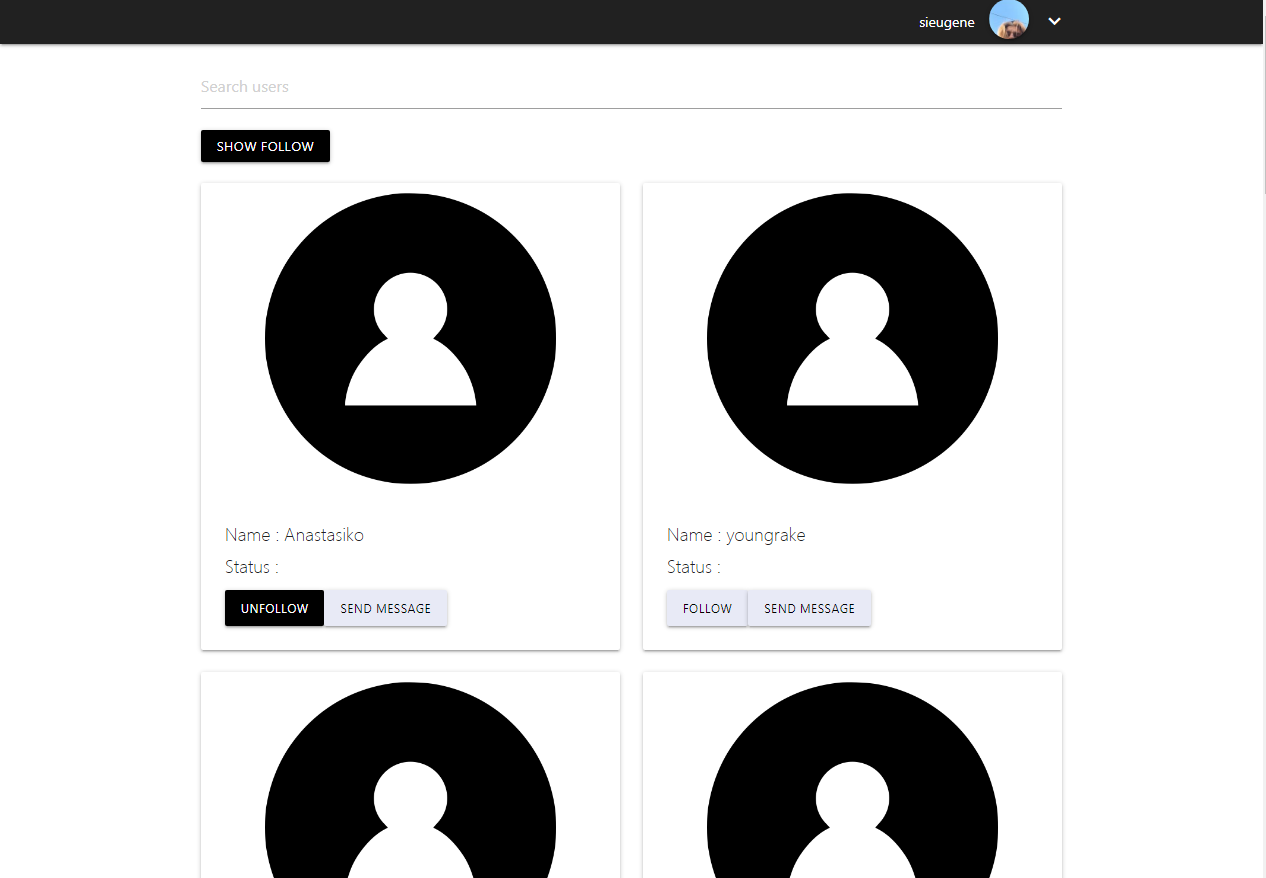 sieugene
Search users
SHOW FOLLOW
Name : Anastasiko
Status :
UNFOLLOW SEND MESSAGE
Name : youngrake
Status :
FOLLOW SEND MESSAGE